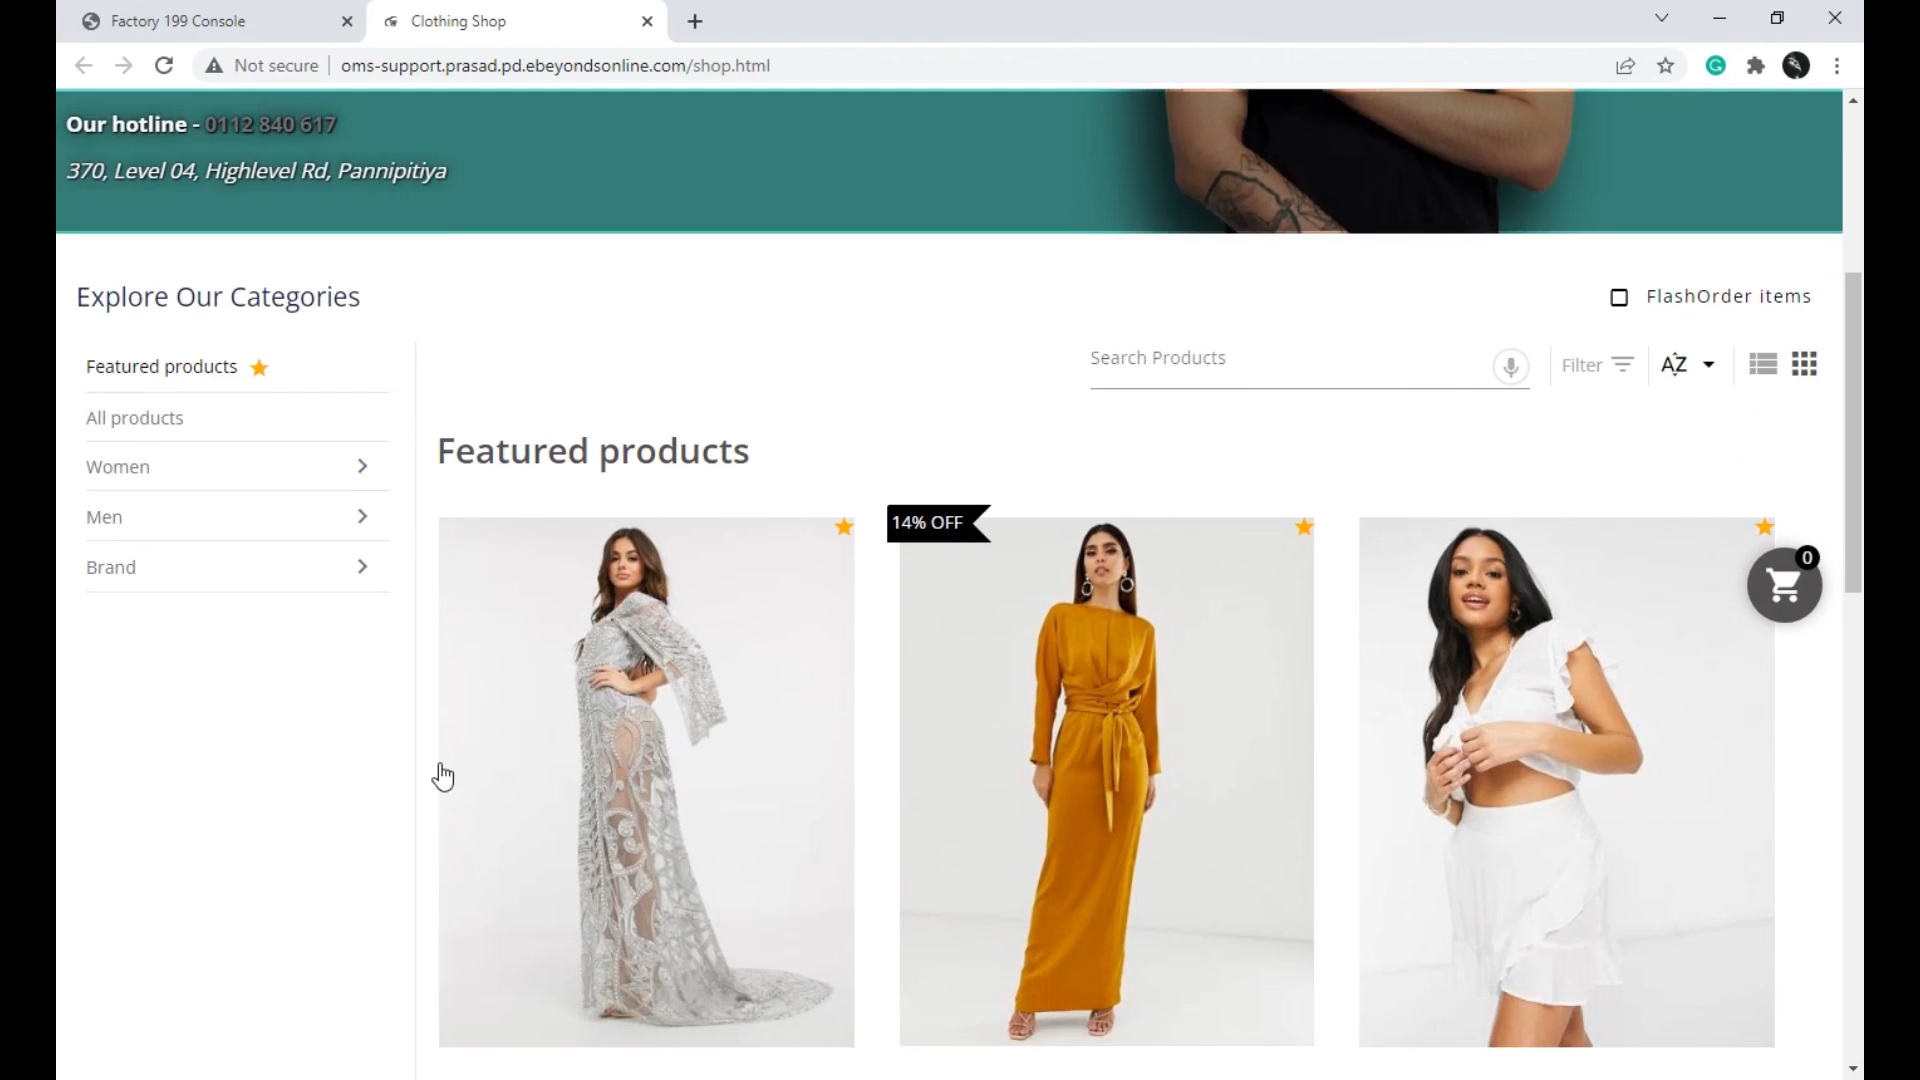 Factory 199 Console
Clothing Shop
Not secure
oms-support.prasad.pd.ebeyondsonline.com/shop.html
Our hotline - 0112 840 617
370, Level 04, Highlevel Rd, Pannipitiya
Explore Our Categories
FlashOrder items
Featured products
All products
Women
Men
Brand
Search Products
Filter
AZ
Featured products
14% OFF
0